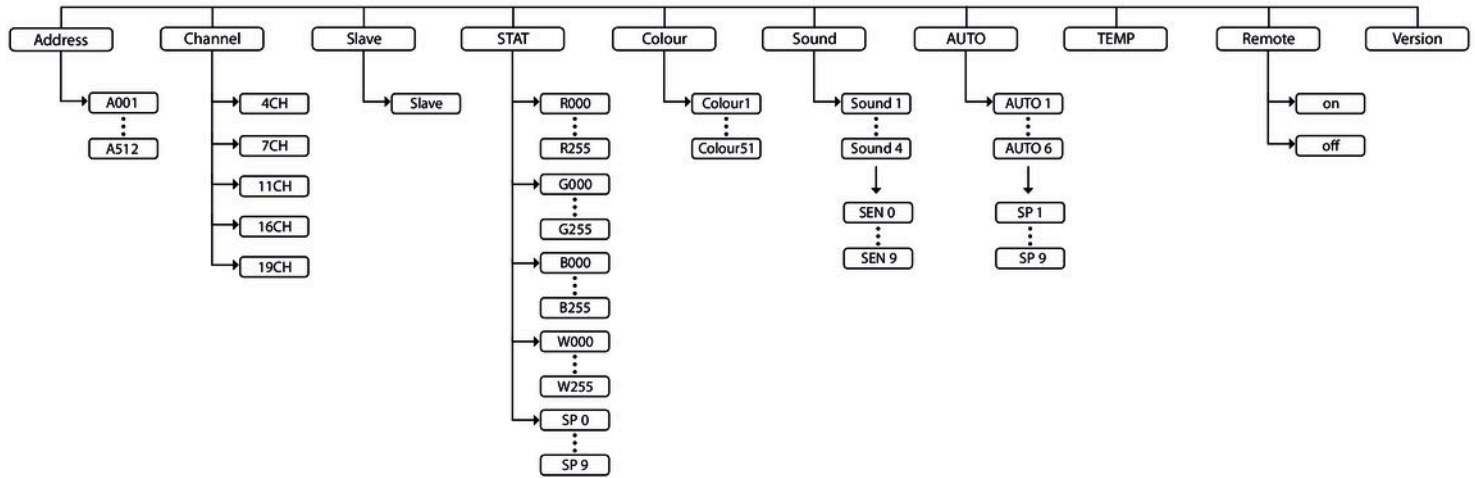 Address
Channel
Slave
STAT
Colour
Sound
AUTO
TEMP
Remote
Version
A001
A512
4CH
7CH
11CH
16CH
19CH
Slave
R000
R255
G000
G255
B000
B255
W000
W255
SP 0
SP 9
Colour1
Colour51
Sound 1
Sound 4
SEN 0
SEN 9
AUTO 1
AUTO 6
SP 1
SP 9
on
off